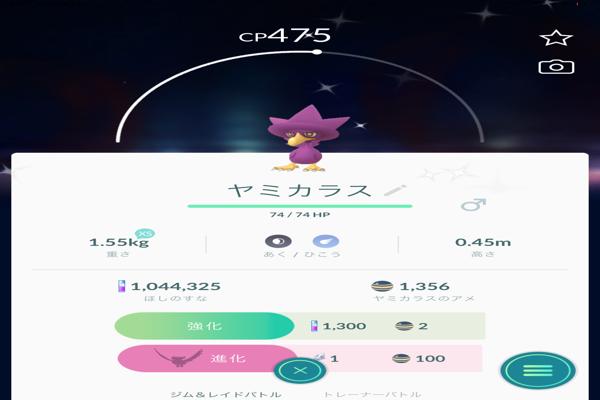 CP475
ヤミカラス
74 / 74 HP
XS
1.55kg
重さ
あく / ひこう
0.45m
高さ
1,044,325
ほしのすな
1,356
ヤミカラスのアメ
強化
1,300
2
進化
1
100
ジム&レイドバトル
トレーナーバトル